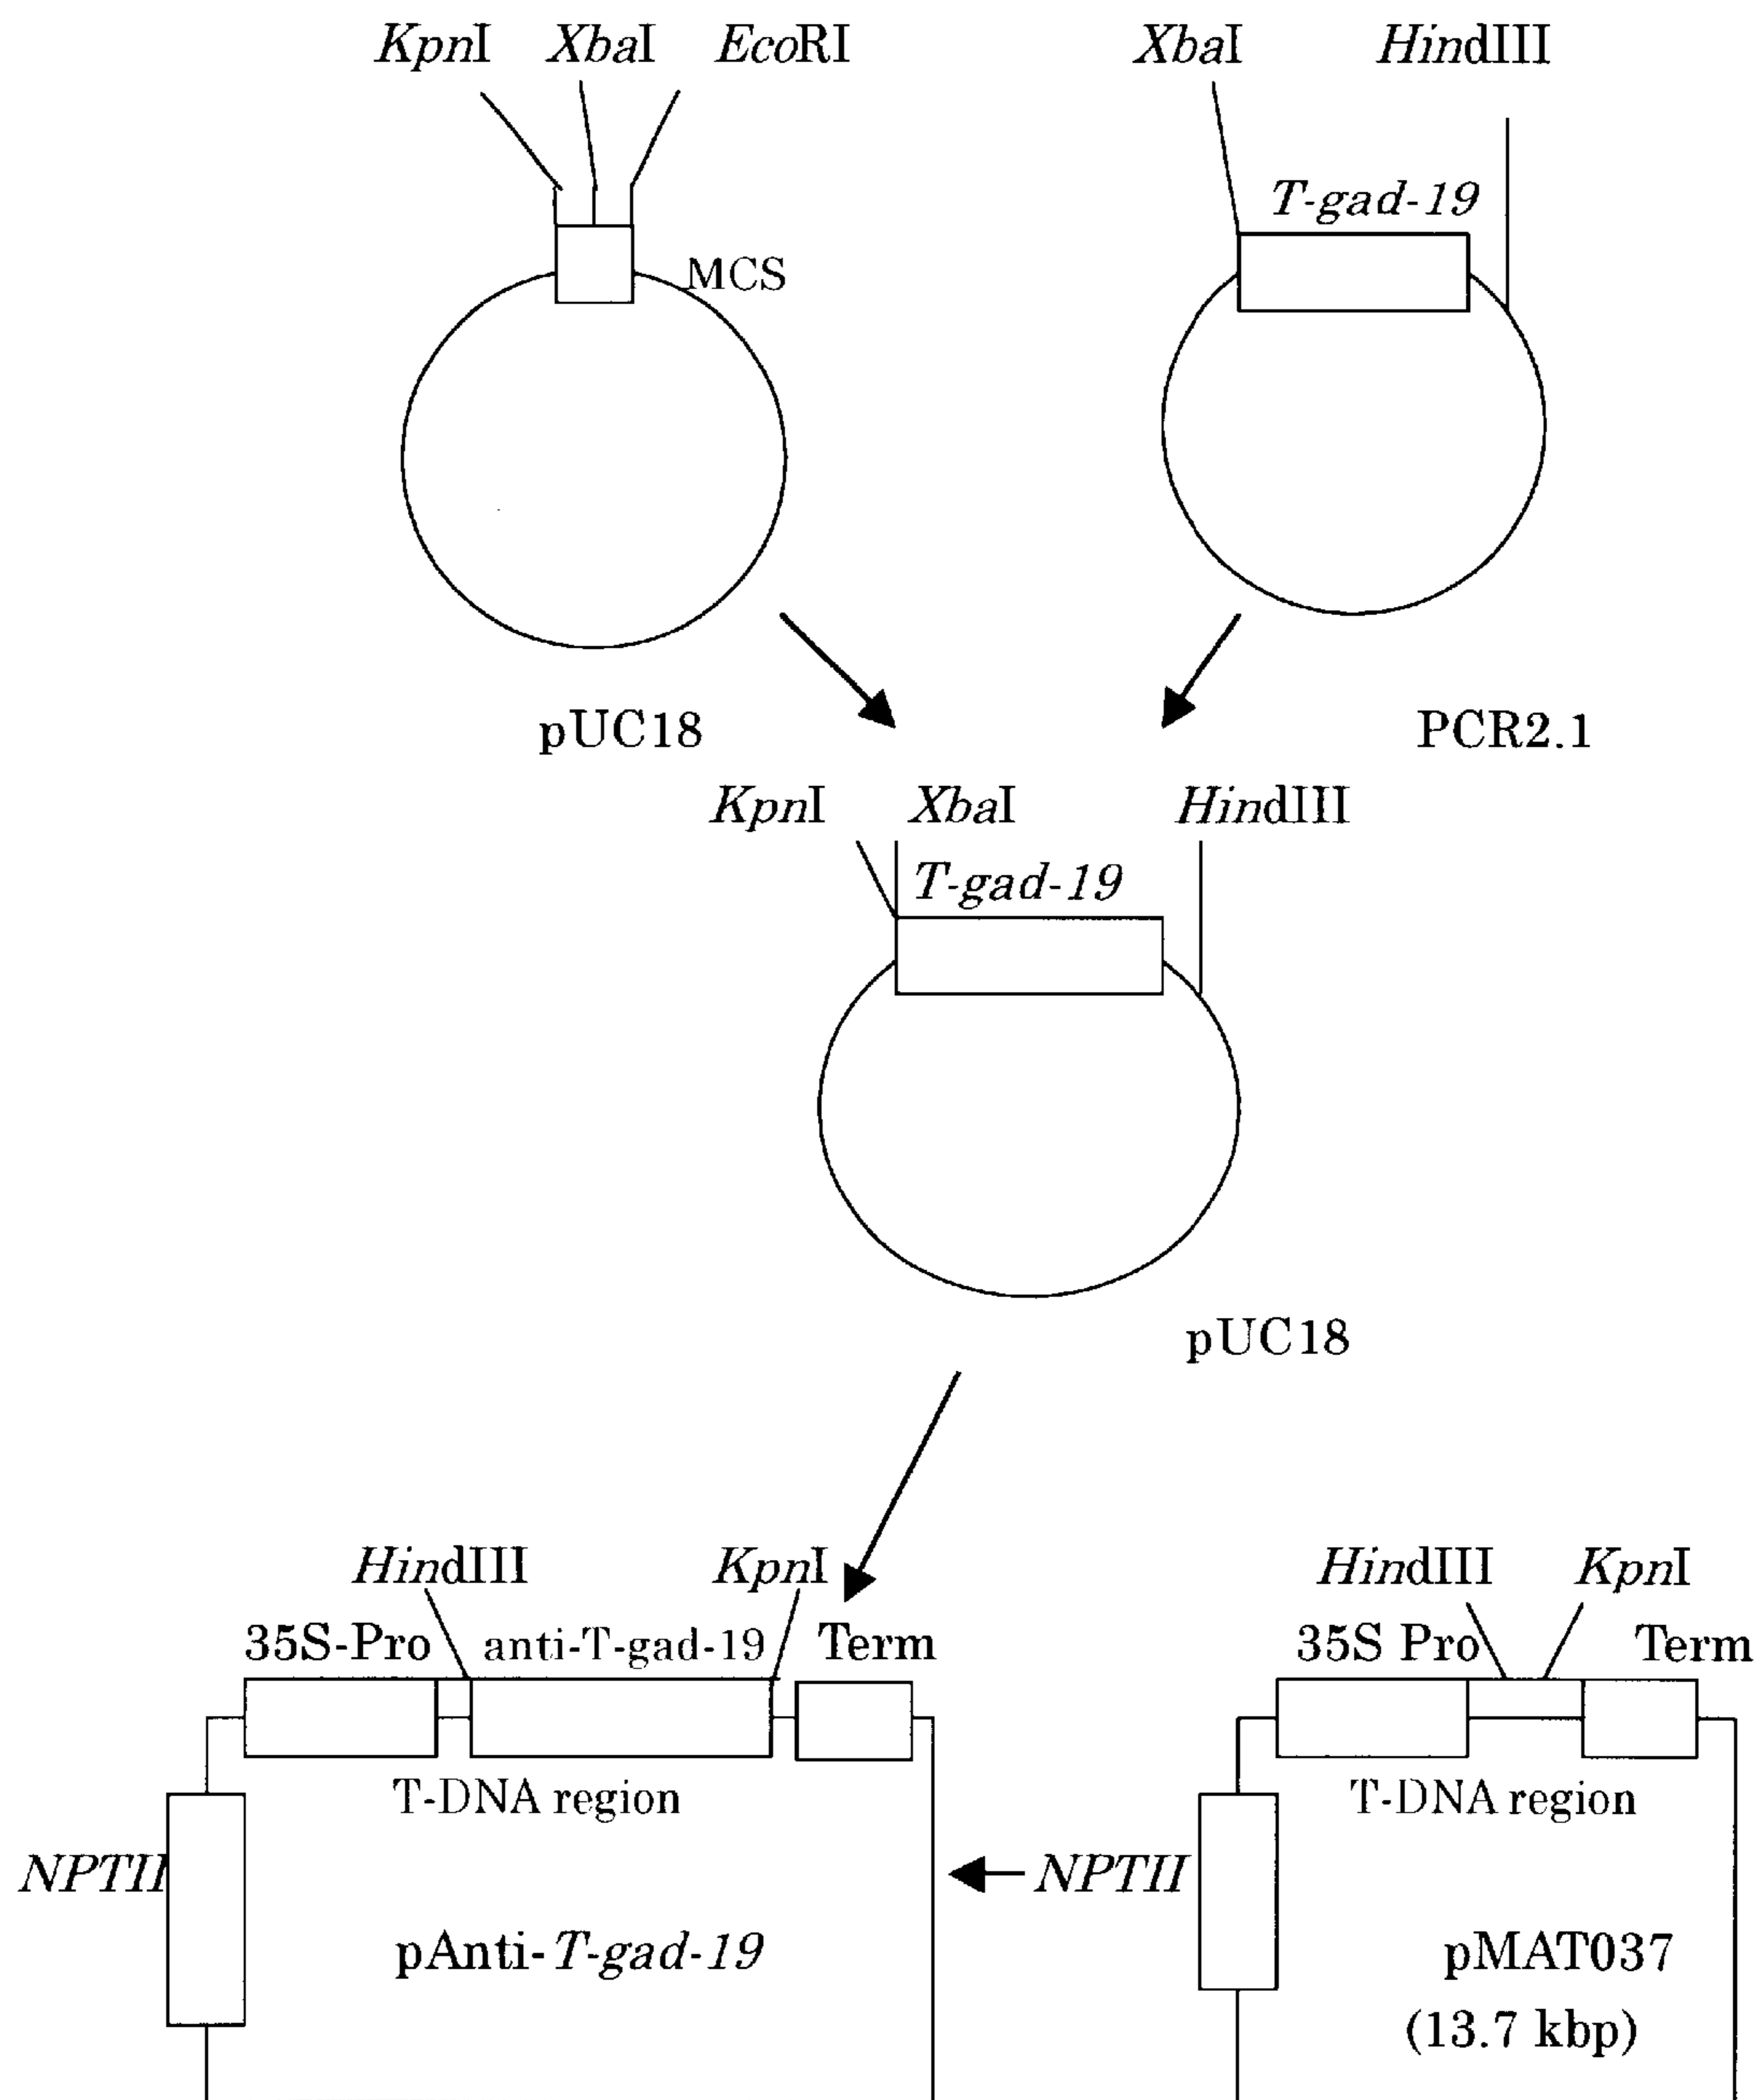 KpnI XbaI EcoRI
XbaI HindIII
T-gad-19
MCS
pUC18
PCR2.1
KpnI XbaI HindIII
T-gad-19
pUC18
HindIII KpnI
35S-Pro anti-T-gad-19 Term
T-DNA region
NPTII
pAnti-T-gad-19
HindIII KpnI
35S Pro Term
T-DNA region
NPTII
pMAT037
(13.7 kbp)